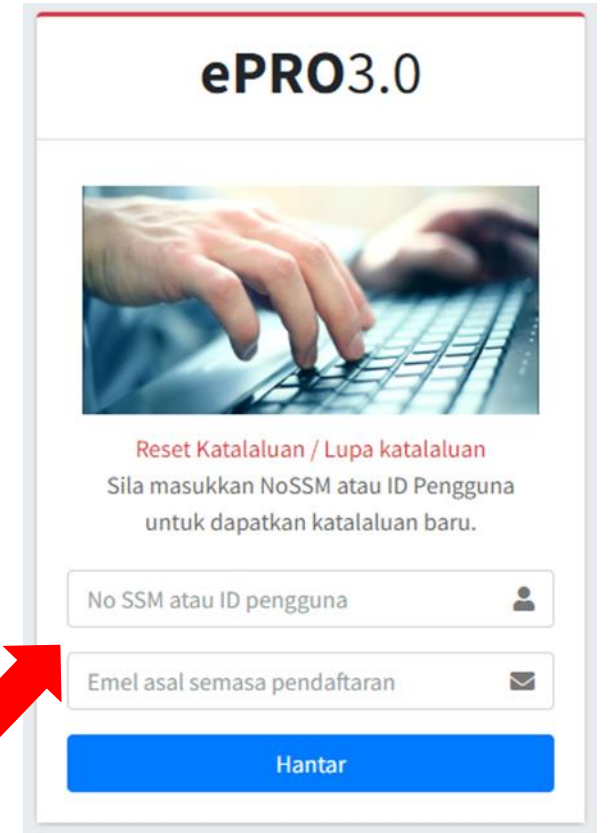 ePRO3.0
Reset Katalaluan / Lupa katalaluan
Sila masukkan NoSSM atau ID Pengguna
untuk dapatkan katalaluan baru.
No SSM atau ID pengguna
Emel asal semasa pendaftaran
Hantar